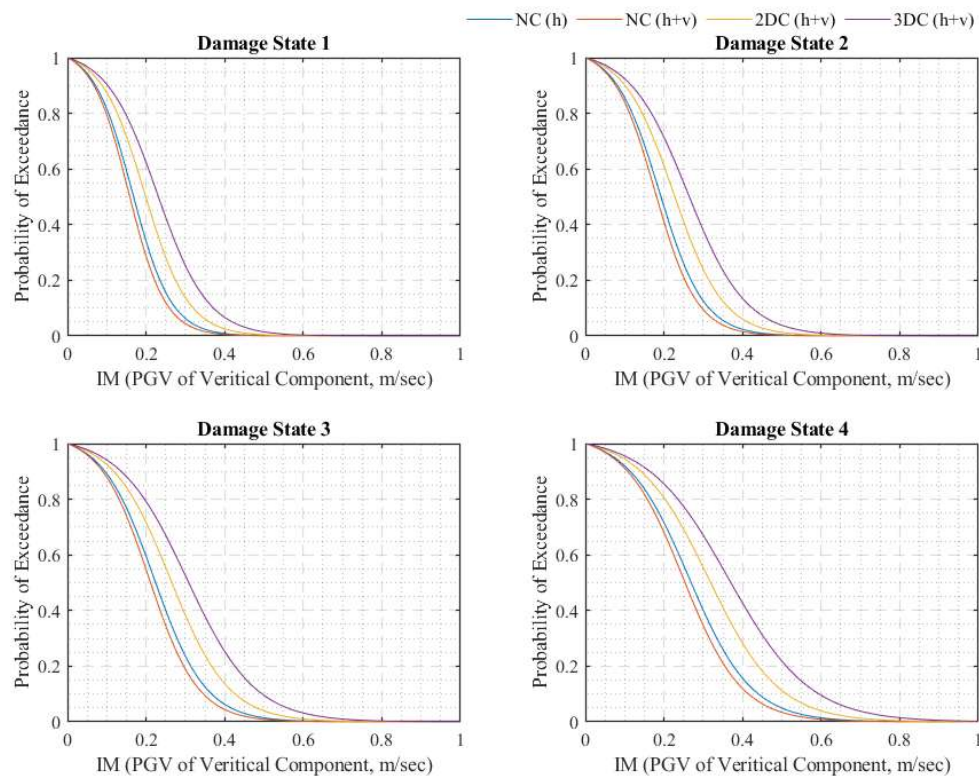 NC (h) NC (h+v) 2DC (h+v) 3DC (h+v)
Damage State 1
Probability of Exceedance
1
0.8
0.6
0.4
0.2
0
0 0.2 0.4 0.6 0.8 1
IM (PGV of Veritical Component, m/sec)
Damage State 2
Probability of Exceedance
1
0.8
0.6
0.4
0.2
0
0 0.2 0.4 0.6 0.8 1
IM (PGV of Veritical Component, m/sec)
Damage State 3
Probability of Exceedance
1
0.8
0.6
0.4
0.2
0
0 0.2 0.4 0.6 0.8 1
IM (PGV of Veritical Component, m/sec)
Damage State 4
Probability of Exceedance
1
0.8
0.6
0.4
0.2
0
0 0.2 0.4 0.6 0.8 1
IM (PGV of Veritical Component, m/sec)